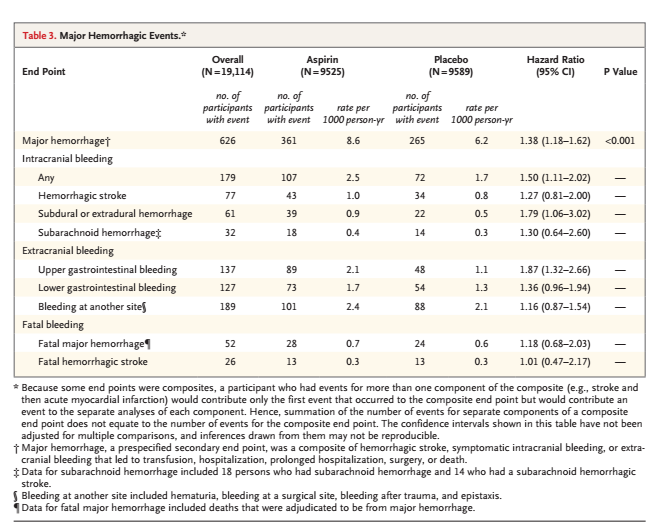 Table 3. Major Hemorrhagic Events.*
End Point Overall (N=19,114) Aspirin (N=9525) Placebo (N=9589) Hazard Ratio (95% CI) P Value
no. of participants with event no. of participants with event rate per 1000 person-yr no. of participants with event rate per 1000 person-yr
Major hemorrhage† 626 361 8.6 265 6.2 1.38 (1.18–1.62) <0.001
Intracranial bleeding
Any 179 107 2.5 72 1.7 1.50 (1.11–2.02) —
Hemorrhagic stroke 77 43 1.0 34 0.8 1.27 (0.81–2.00) —
Subdural or extradural hemorrhage 61 39 0.9 22 0.5 1.79 (1.06–3.02) —
Subarachnoid hemorrhage‡ 32 18 0.4 14 0.3 1.30 (0.64–2.60) —
Extracranial bleeding
Upper gastrointestinal bleeding 137 89 2.1 48 1.1 1.87 (1.32–2.66) —
Lower gastrointestinal bleeding 127 73 1.7 54 1.3 1.36 (0.96–1.94) —
Bleeding at another site§ 189 101 2.4 88 2.1 1.16 (0.87–1.54) —
Fatal bleeding
Fatal major hemorrhage¶ 52 28 0.7 24 0.6 1.18 (0.68–2.03) —
Fatal hemorrhagic stroke 26 13 0.3 13 0.3 1.01 (0.47–2.17) —
* Because some end points were composites, a participant who had events for more than one component of the composite (e.g., stroke and
then acute myocardial infarction) would contribute only the first event that occurred to the composite end point but would contribute an
event to the separate analyses of each component. Hence, summation of the number of events for separate components of a composite
end point does not equate to the number of events for the composite end point. The confidence intervals shown in this table have not been
adjusted for multiple comparisons, and inferences drawn from them may not be reproducible.
† Major hemorrhage, a prespecified secondary end point, was a composite of hemorrhagic stroke, symptomatic intracranial bleeding, or extra-
cranial bleeding that led to transfusion, hospitalization, prolonged hospitalization, surgery, or death.
‡ Data for subarachnoid hemorrhage included 18 persons who had subarachnoid hemorrhage and 14 who had a subarachnoid hemorrhagic
stroke.
§ Bleeding at another site included hematuria, bleeding at a surgical site, bleeding after trauma, and epistaxis.
¶ Data for fatal major hemorrhage included deaths that were adjudicated to be from major hemorrhage.